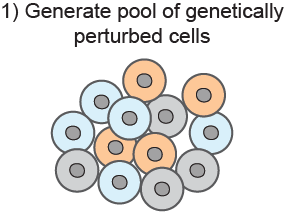 1) Generate pool of genetically
perturbed cells